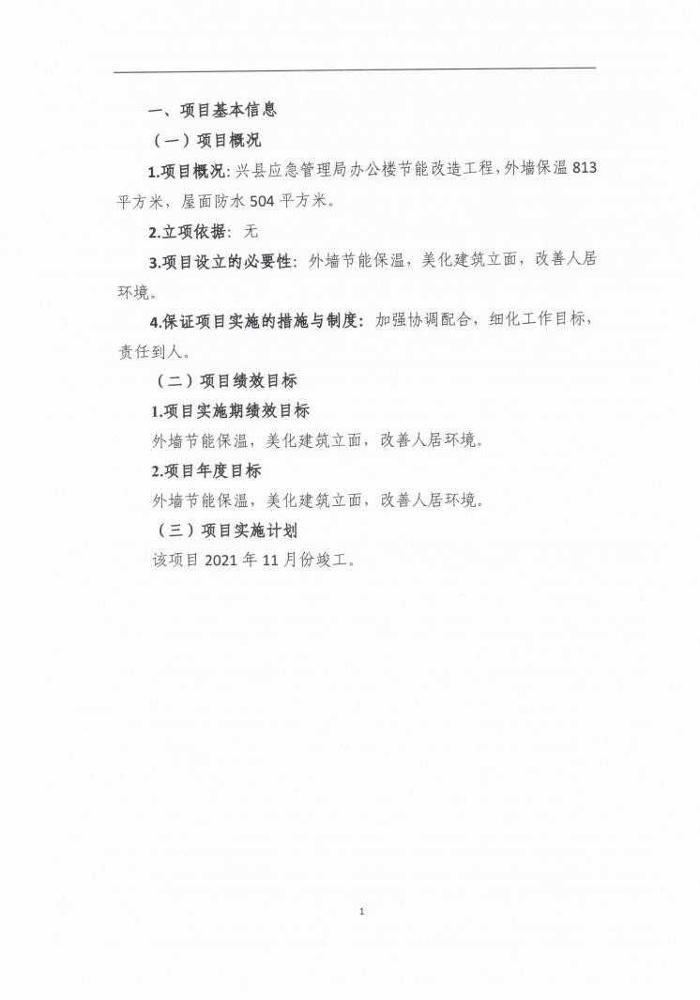 一、项目基本信息
（一）项目概况
1.项目概况：兴县应急管理局办公楼节能改造工程，外墙保温 813
平方米，屋面防水 504 平方米。
2.立项依据：无
3.项目设立的必要性：外墙节能保温，美化建筑立面，改善人居
环境。
4.保证项目实施的措施与制度：加强协调配合，细化工作目标，
责任到人。
（二）项目绩效目标
1.项目实施期绩效目标
外墙节能保温，美化建筑立面，改善人居环境。
2.项目年度目标
外墙节能保温，美化建筑立面，改善人居环境。
（三）项目实施计划
该项目 2021 年 11 月份竣工。
1